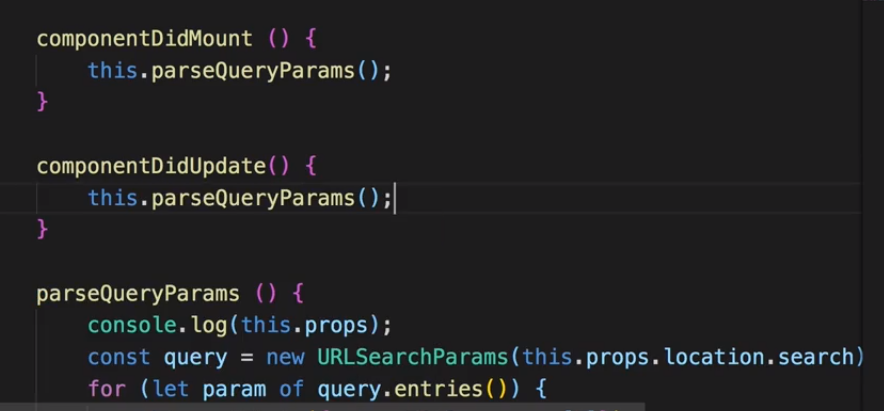 componentDidMount () {
this.parseQueryParams();
}
componentDidUpdate() {
this.parseQueryParams();
}
parseQueryParams () {
console.log(this.props);
const query = new URLSearchParams(this.props.location.search)
for (let param of query.entries()) {